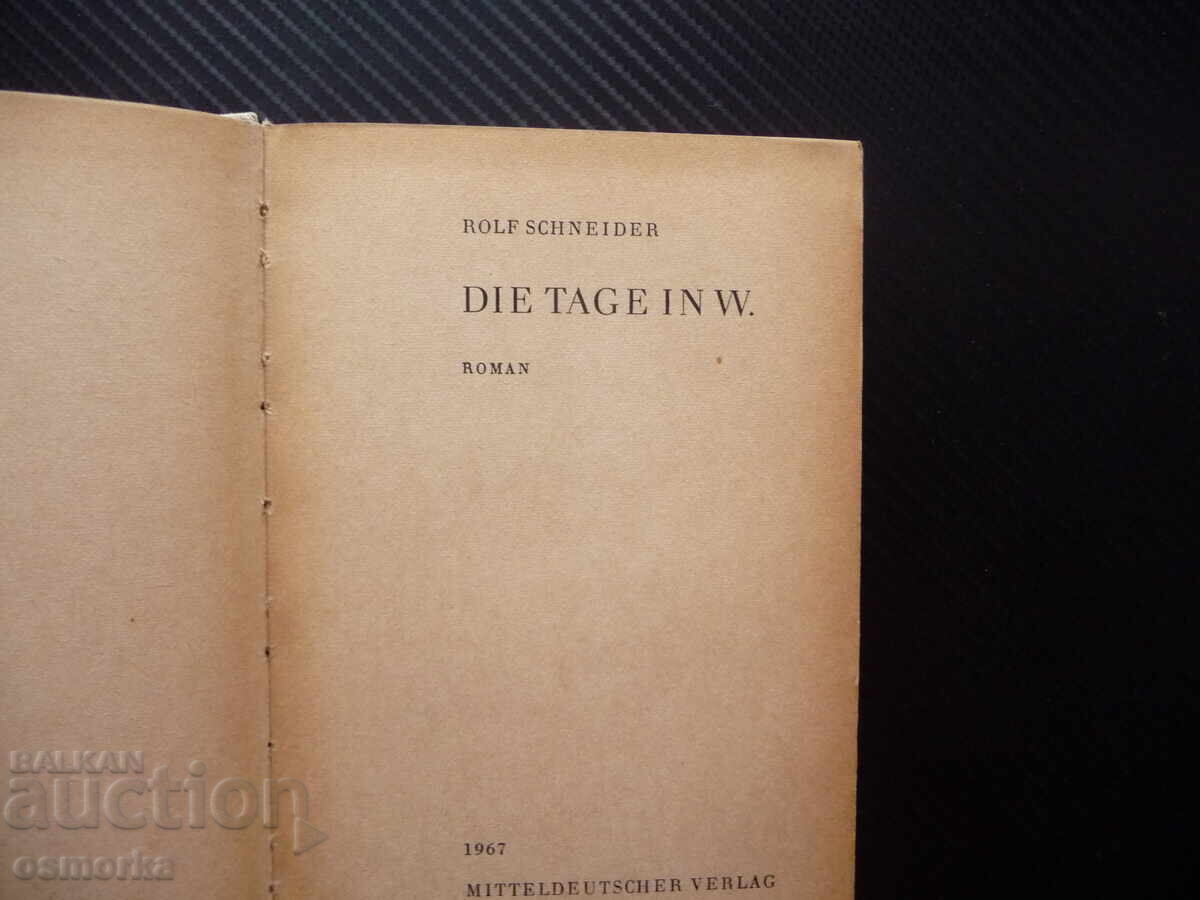 ROLF SCHNEIDER
DIE TAGE IN W.
ROMAN
1967
MITTELDEUTSCHER VERLAG
BALKAN
auction
osmorka